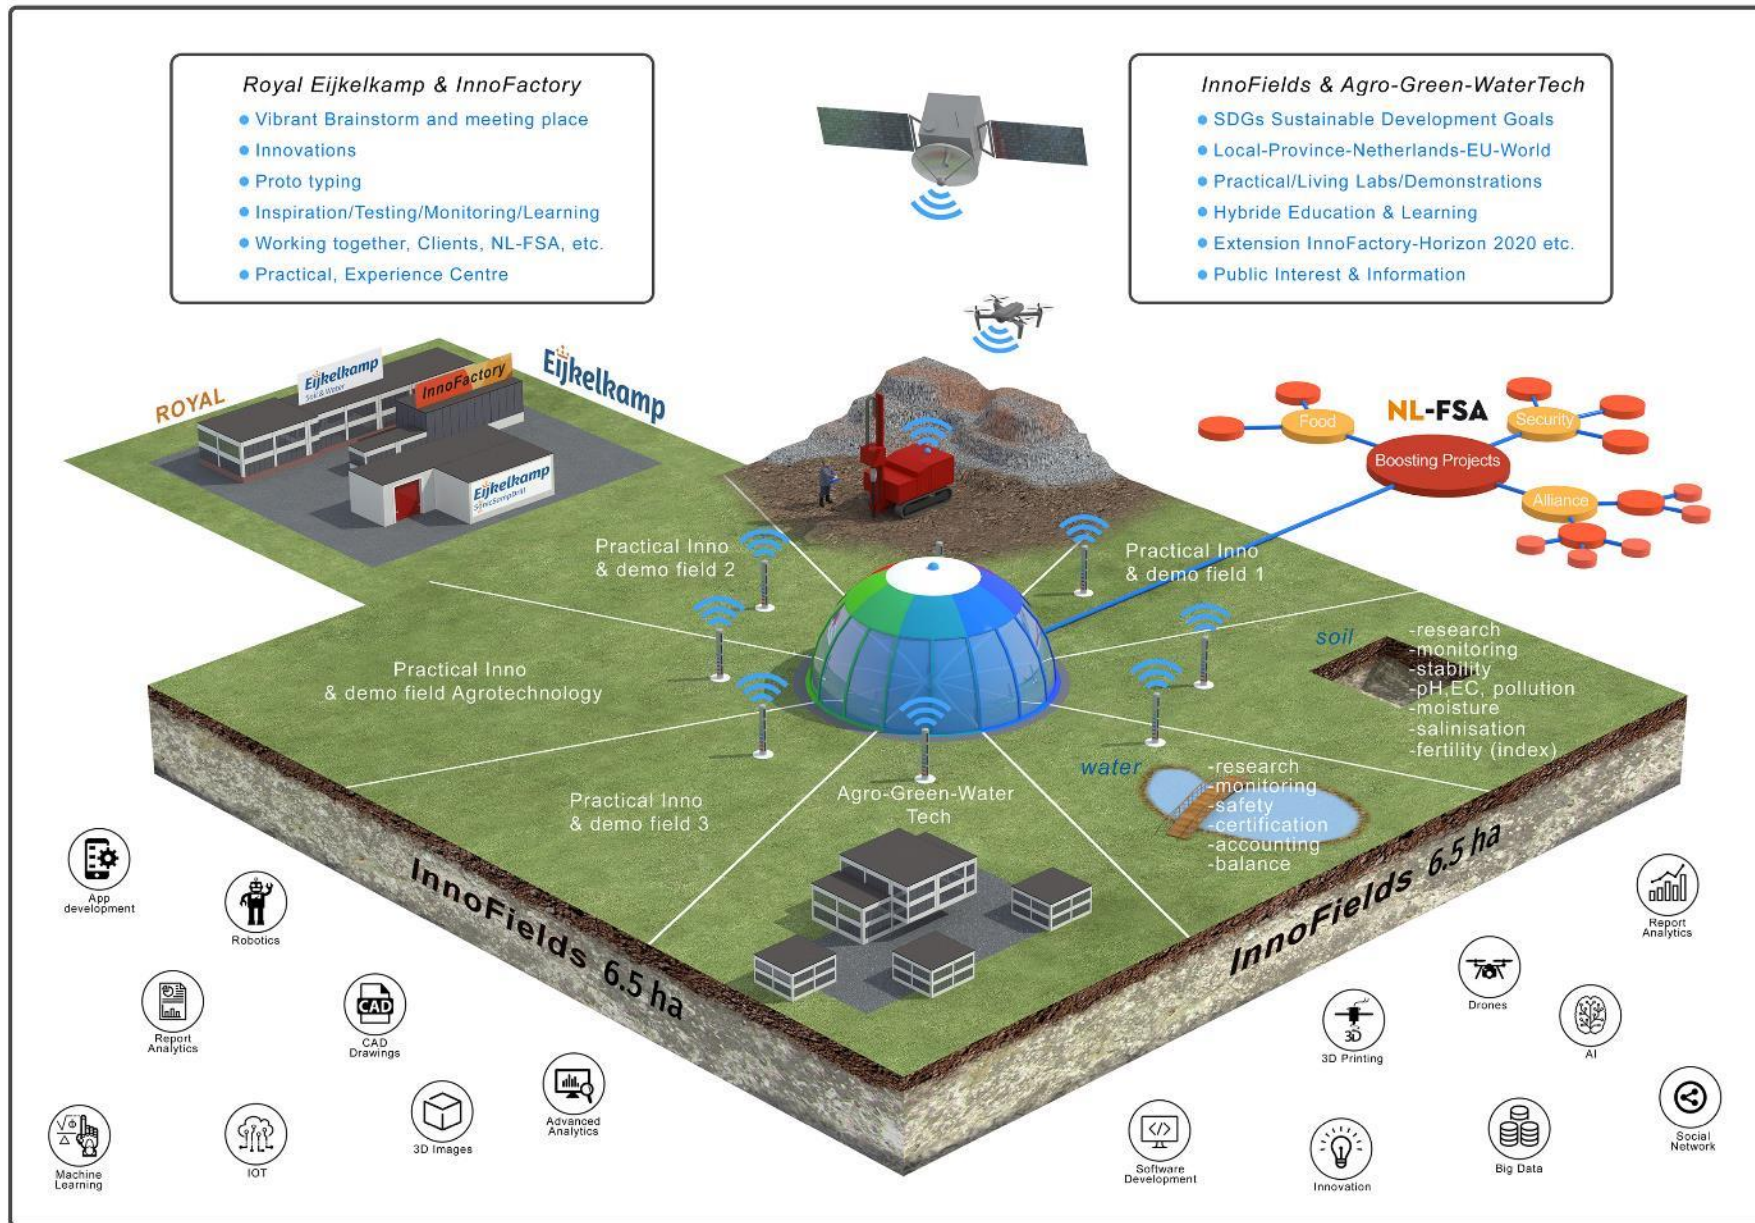 Royal Eijkelkamp & InnoFactory
Vibrant Brainstorm and meeting place
Innovations
Proto typing
Inspiration/Testing/Monitoring/Learning
Working together, Clients, NL-FSA, etc.
Practical, Experience Centre
InnoFields & Agro-Green-WaterTech
SDGs Sustainable Development Goals
Local-Province-Netherlands-EU-World
Practical/Living Labs/Demonstrations
Hybride Education & Learning
Extension InnoFactory-Horizon 2020 etc.
Public Interest & Information
ROYAL
Eijkelkamp
Soil & Water
InnoFactory
Eijkelkamp
Eijkelkamp
SonicSampDrill
NL-FSA
Food
Security
Boosting Projects
Alliance
Practical Inno
& demo field 2
Practical Inno
& demo field 1
Practical Inno
& demo field Agrotechnology
Practical Inno
& demo field 3
Agro-Green-Water
Tech
soil
-research
-monitoring
-stability
-pH,EC, pollution
-moisture
-salinisation
-fertility (index)
water
-research
-monitoring
-safety
-certification
-accounting
-balance
InnoFields 6.5 ha
InnoFields 6.5 ha
App
development
Robotics
Report
Analytics
CAD
CAD
Drawings
Machine
Learning
IOT
3D Images
Advanced
Analytics
Report
Analytics
Drones
3D
3D Printing
AI
Software
Development
Innovation
Big Data
Social
Network